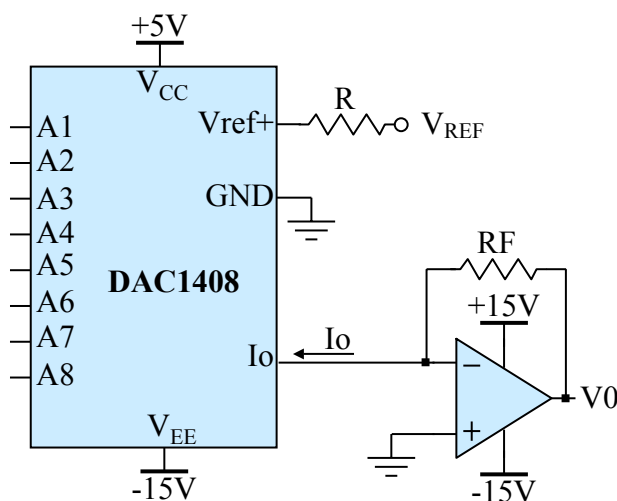 +5V
VCC
A1
A2
A3
A4
A5
A6
A7
A8
Vref+
R
VREF
GND
DAC1408
RF
+15V
Io
Io
−
+
V0
VEE
-15V
-15V